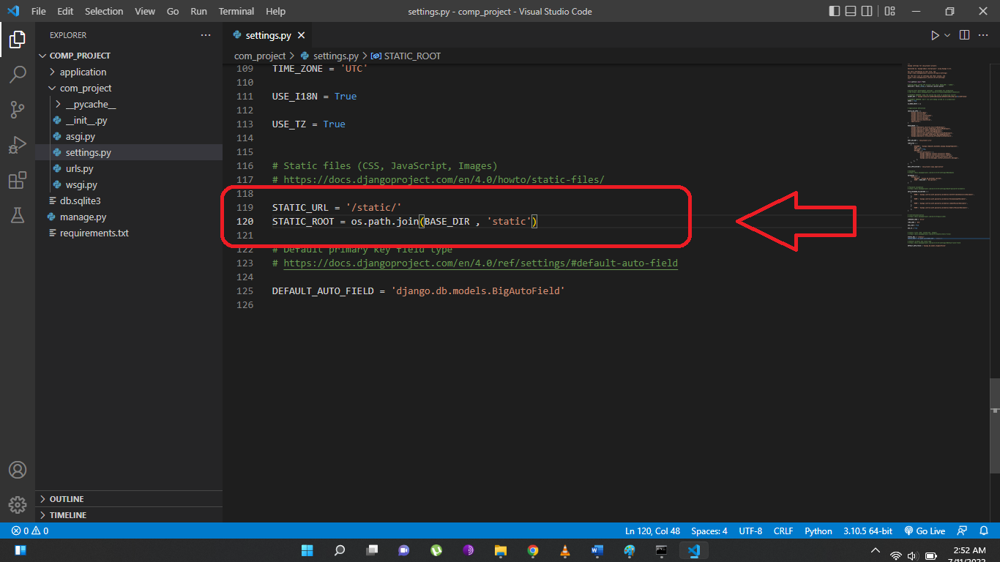 File Edit Selection View Go Run Terminal Help
settings.py - comp_project - Visual Studio Code
EXPLORER
COMP_PROJECT
application
com_project
__pycache__
__init__.py
asgi.py
settings.py
urls.py
wsgi.py
db.sqlite3
manage.py
requirements.txt
OUTLINE
TIMELINE
settings.py
com_project > settings.py > STATIC_ROOT
109 TIME_ZONE = 'UTC'
110
111 USE_I18N = True
112
113 USE_TZ = True
114
115
116 # Static files (CSS, JavaScript, Images)
117 # https://docs.djangoproject.com/en/4.0/howto/static-files/
118
119 STATIC_URL = '/static/'
120 STATIC_ROOT = os.path.join(BASE_DIR , 'static')
121
122 # Default primary key field type
123 # https://docs.djangoproject.com/en/4.0/ref/settings/#default-auto-field
124
125 DEFAULT_AUTO_FIELD = 'django.db.models.BigAutoField'
126
0 0 Ln 120, Col 48 Spaces: 4 UTF-8 CRLF Python 3.10.5 64-bit Go Live
2:52 AM
7/11/2022